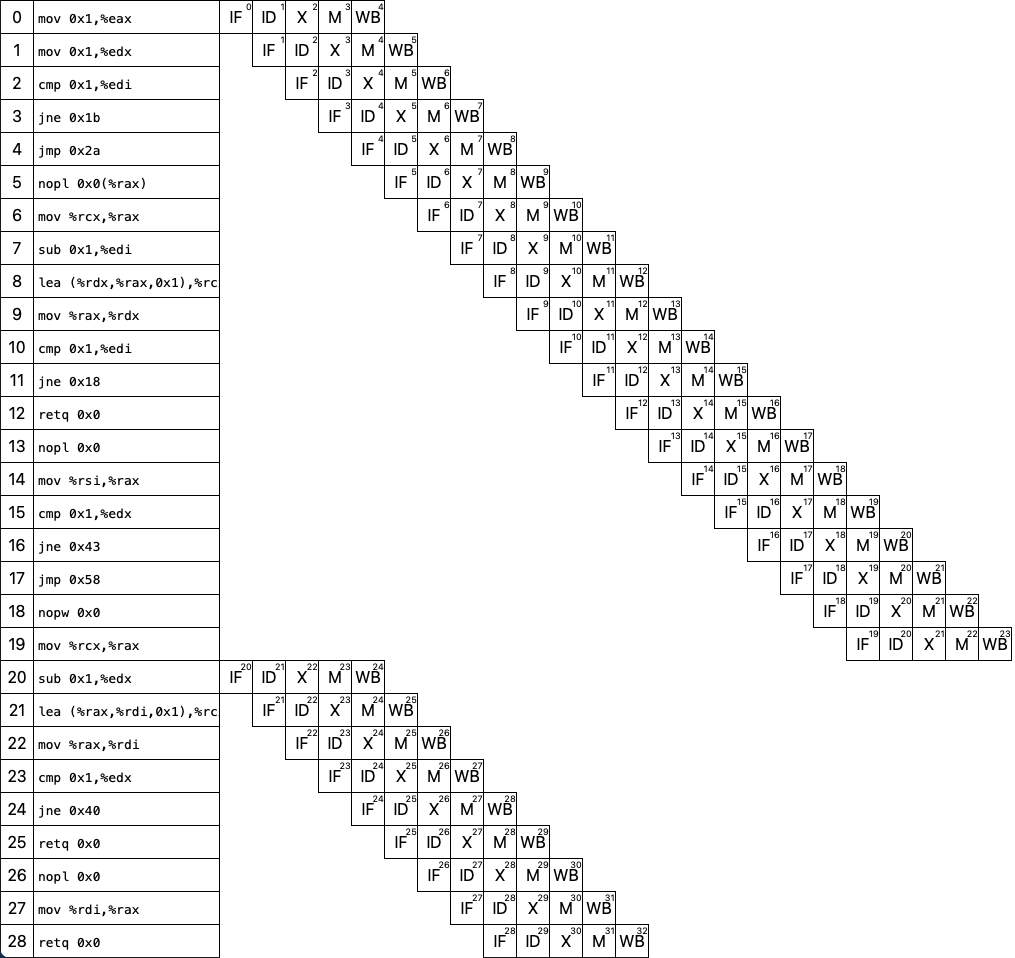 0 mov 0x1,%eax IF 0 ID 1 X 2 M 3 WB 4
1 mov 0x1,%edx IF 1 ID 2 X 3 M 4 WB 5
2 cmp 0x1,%edi IF 2 ID 3 X 4 M 5 WB 6
3 jne 0x1b IF 3 ID 4 X 5 M 6 WB 7
4 jmp 0x2a IF 4 ID 5 X 6 M 7 WB 8
5 nopl 0x0(%rax) IF 5 ID 6 X 7 M 8 WB 9
6 mov %rcx,%rax IF 6 ID 7 X 8 M 9 WB 10
7 sub 0x1,%edi IF 7 ID 8 X 9 M 10 WB 11
8 lea (%rdx,%rax,0x1),%rc IF 8 ID 9 X 10 M 11 WB 12
9 mov %rax,%rdx IF 9 ID 10 X 11 M 12 WB 13
10 cmp 0x1,%edi IF 10 ID 11 X 12 M 13 WB 14
11 jne 0x18 IF 11 ID 12 X 13 M 14 WB 15
12 retq 0x0 IF 12 ID 13 X 14 M 15 WB 16
13 nopl 0x0 IF 13 ID 14 X 15 M 16 WB 17
14 mov %rsi,%rax IF 14 ID 15 X 16 M 17 WB 18
15 cmp 0x1,%edx IF 15 ID 16 X 17 M 18 WB 19
16 jne 0x43 IF 16 ID 17 X 18 M 19 WB 20
17 jmp 0x58 IF 17 ID 18 X 19 M 20 WB 21
18 nopw 0x0 IF 18 ID 19 X 20 M 21 WB 22
19 mov %rcx,%rax IF 19 ID 20 X 21 M 22 WB 23
20 sub 0x1,%edx IF 20 ID 21 X 22 M 23 WB 24
21 lea (%rax,%rdi,0x1),%rc IF 21 ID 22 X 23 M 24 WB 25
22 mov %rax,%rdi IF 22 ID 23 X 24 M 25 WB 26
23 cmp 0x1,%edx IF 23 ID 24 X 25 M 26 WB 27
24 jne 0x40 IF 24 ID 25 X 26 M 27 WB 28
25 retq 0x0 IF 25 ID 26 X 27 M 28 WB 29
26 nopl 0x0 IF 26 ID 27 X 28 M 29 WB 30
27 mov %rdi,%rax IF 27 ID 28 X 29 M 30 WB 31
28 retq 0x0 IF 28 ID 29 X 30 M 31 WB 32